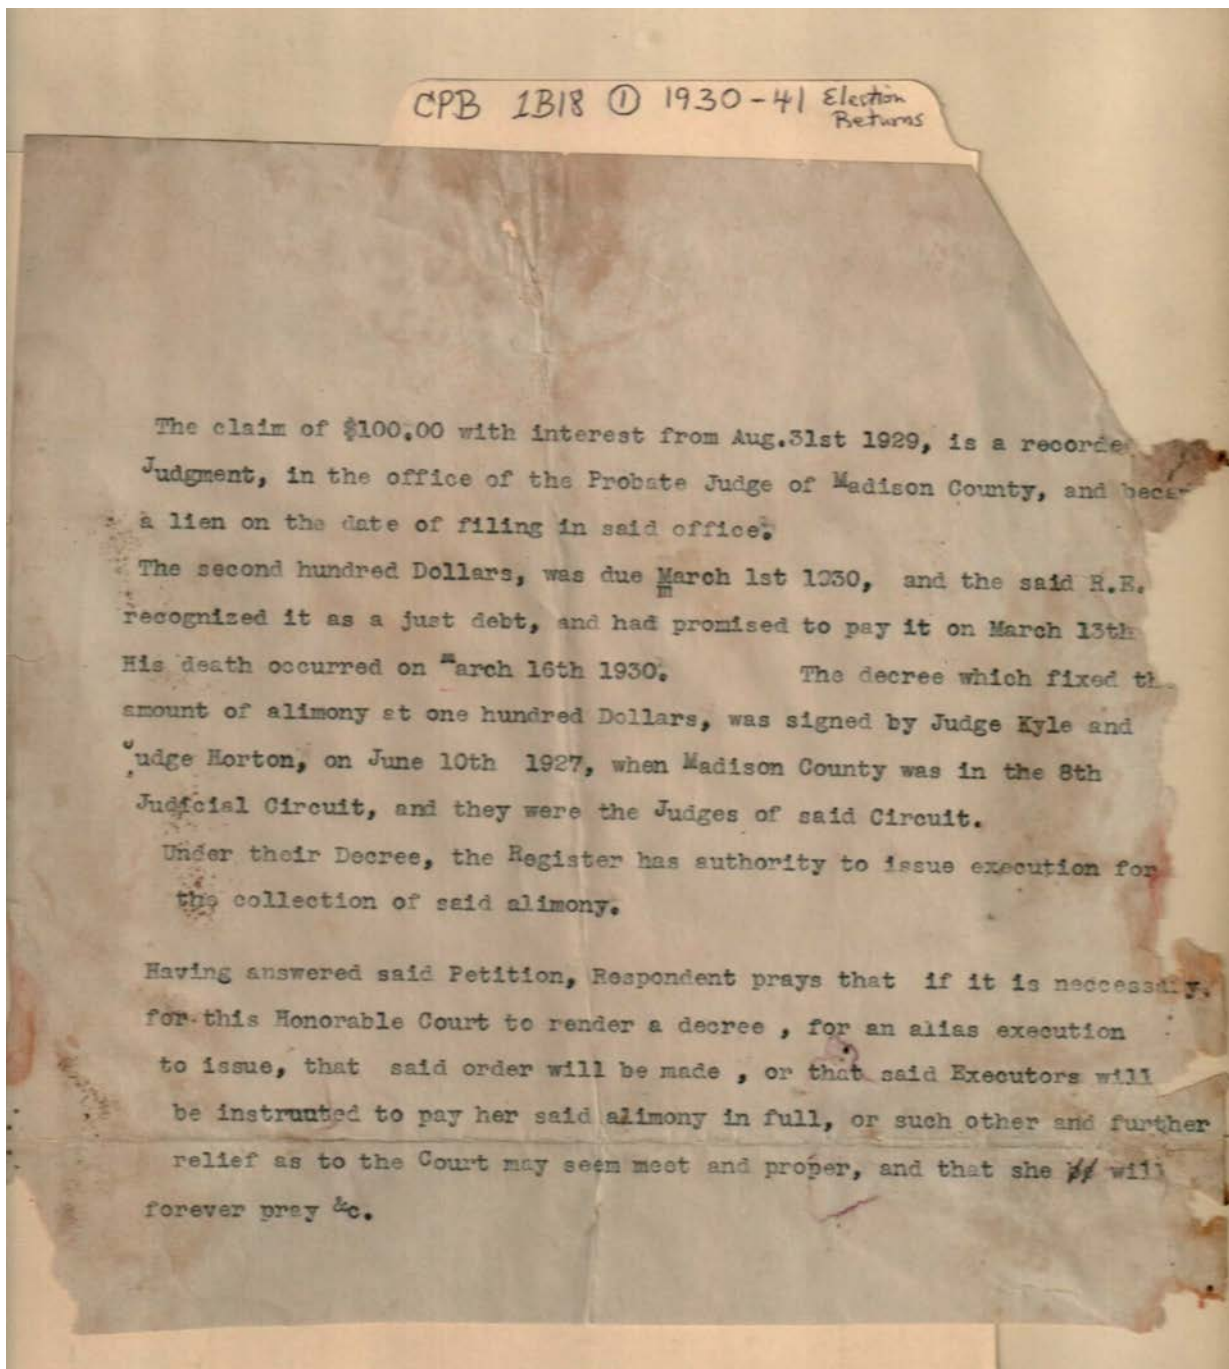 CPB 1B18 ① 1930-41 Election Returns
The claim of $100.00 with interest from Aug.31st 1929, is a recorde
Judgment, in the office of the Probate Judge of Madison County, and becam
a lien on the date of filing in said office.
The second hundred Dollars, was due March 1st 1930, and the said R.E.
recognized it as a just debt, and had promised to pay it on March 13th
His death occurred on March 16th 1930. The decree which fixed th
amount of alimony at one hundred Dollars, was signed by Judge Kyle and
Judge Horton, on June 10th 1927, when Madison County was in the 8th
Judicial Circuit, and they were the Judges of said Circuit.
Under their Decree, the Register has authority to issue execution for
the collection of said alimony.
Having answered said Petition, Respondent prays that if it is neccessary.
for this Honorable Court to render a decree , for an alias execution
to issue, that said order will be made , or that said Executors will
be instruuted to pay her said alimony in full, or such other and further
relief as to the Court may seem meet and proper, and that she will
forever pray &c.